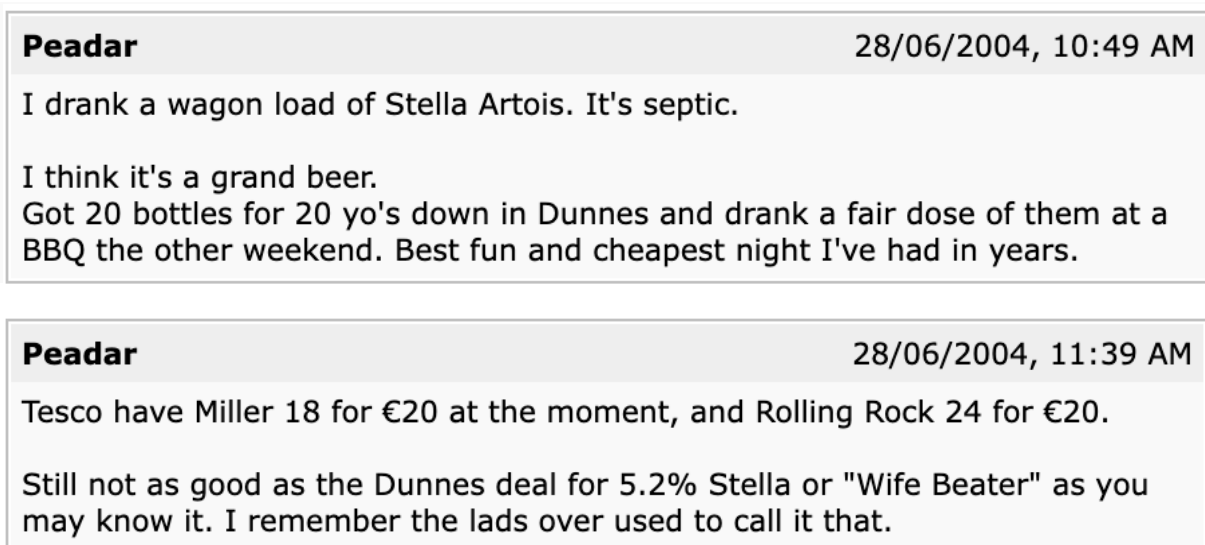 Peadar 28/06/2004, 10:49 AM
I drank a wagon load of Stella Artois. It's septic.
I think it's a grand beer.
Got 20 bottles for 20 yo's down in Dunnes and drank a fair dose of them at a
BBQ the other weekend. Best fun and cheapest night I've had in years.
Peadar 28/06/2004, 11:39 AM
Tesco have Miller 18 for €20 at the moment, and Rolling Rock 24 for €20.
Still not as good as the Dunnes deal for 5.2% Stella or "Wife Beater" as you
may know it. I remember the lads over used to call it that.